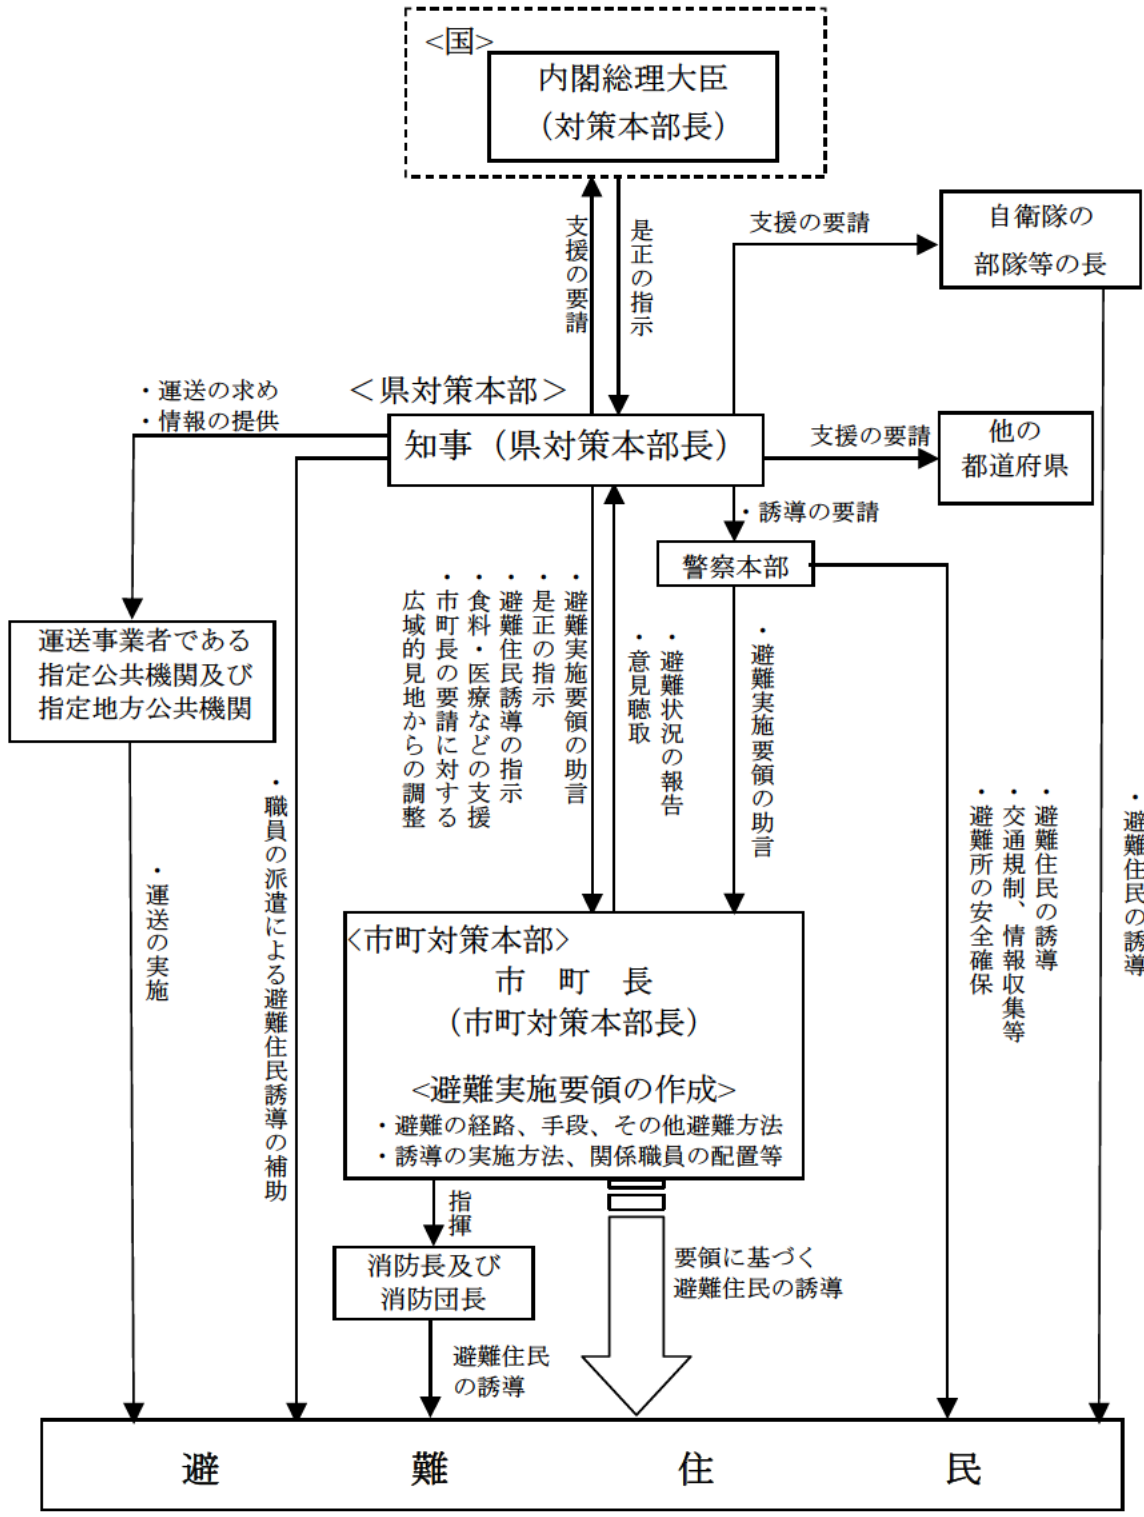 <国>
内閣総理大臣
（対策本部長）
支援の要請
是正の指示
支援の要請
自衛隊の
部隊等の長
・運送の求め
・情報の提供
＜県対策本部＞
知事（県対策本部長）
支援の要請
他の
都道府県
・誘導の要請
警察本部
運送事業者である
指定公共機関及び
指定地方公共機関
・避難実施要領の助言
・是正の指示
・避難住民誘導の指示
・食料・医療などの支援
・市町長の要請に対する
広域的見地からの調整
・避難状況の報告
・意見聴取
・避難実施要領の助言
・避難住民の誘導
・交通規制、情報収集等
・避難所の安全確保
・避難住民の誘導
・運送の実施
・職員の派遣による避難住民誘導の補助
<市町対策本部>
市　町　長
（市町対策本部長）
<避難実施要領の作成>
・避難の経路、手段、その他避難方法
・誘導の実施方法、関係職員の配置等
指揮
消防長及び
消防団長
要領に基づく
避難住民の誘導
避難住民
の誘導
避　難　住　民